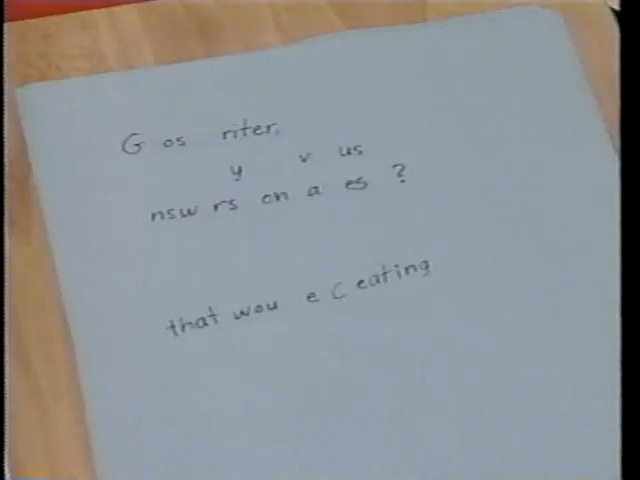 G os riter,
y v us
nsw rs on a es ?
that wou e C eating